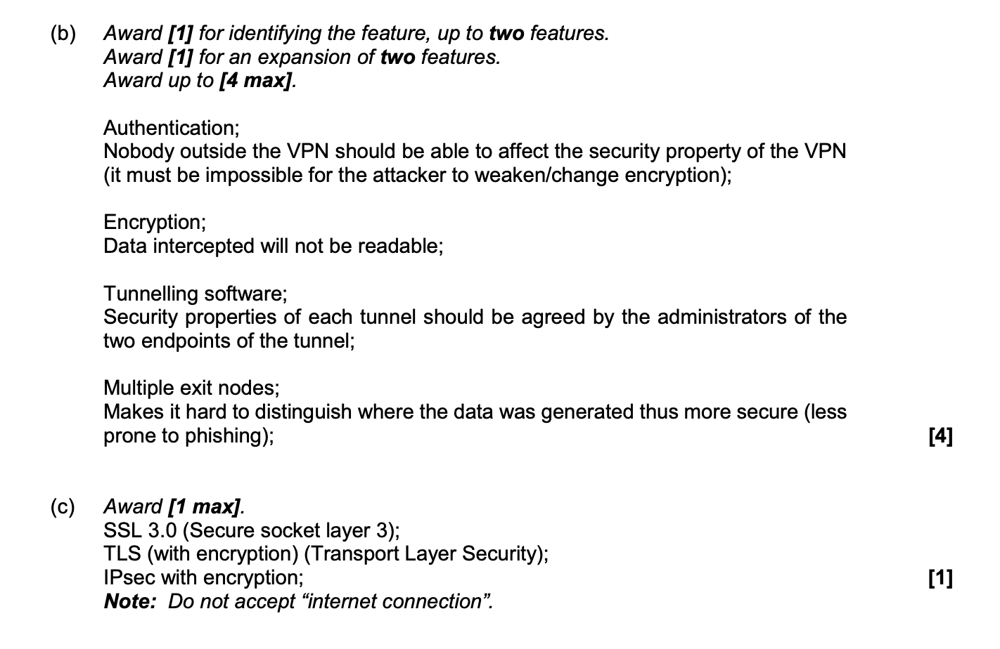 (b) Award [1] for identifying the feature, up to two features.
Award [1] for an expansion of two features.
Award up to [4 max].
Authentication;
Nobody outside the VPN should be able to affect the security property of the VPN
(it must be impossible for the attacker to weaken/change encryption);
Encryption;
Data intercepted will not be readable;
Tunnelling software;
Security properties of each tunnel should be agreed by the administrators of the
two endpoints of the tunnel;
Multiple exit nodes;
Makes it hard to distinguish where the data was generated thus more secure (less
prone to phishing); [4]
(c) Award [1 max].
SSL 3.0 (Secure socket layer 3);
TLS (with encryption) (Transport Layer Security);
IPsec with encryption; [1]
Note: Do not accept “internet connection”.